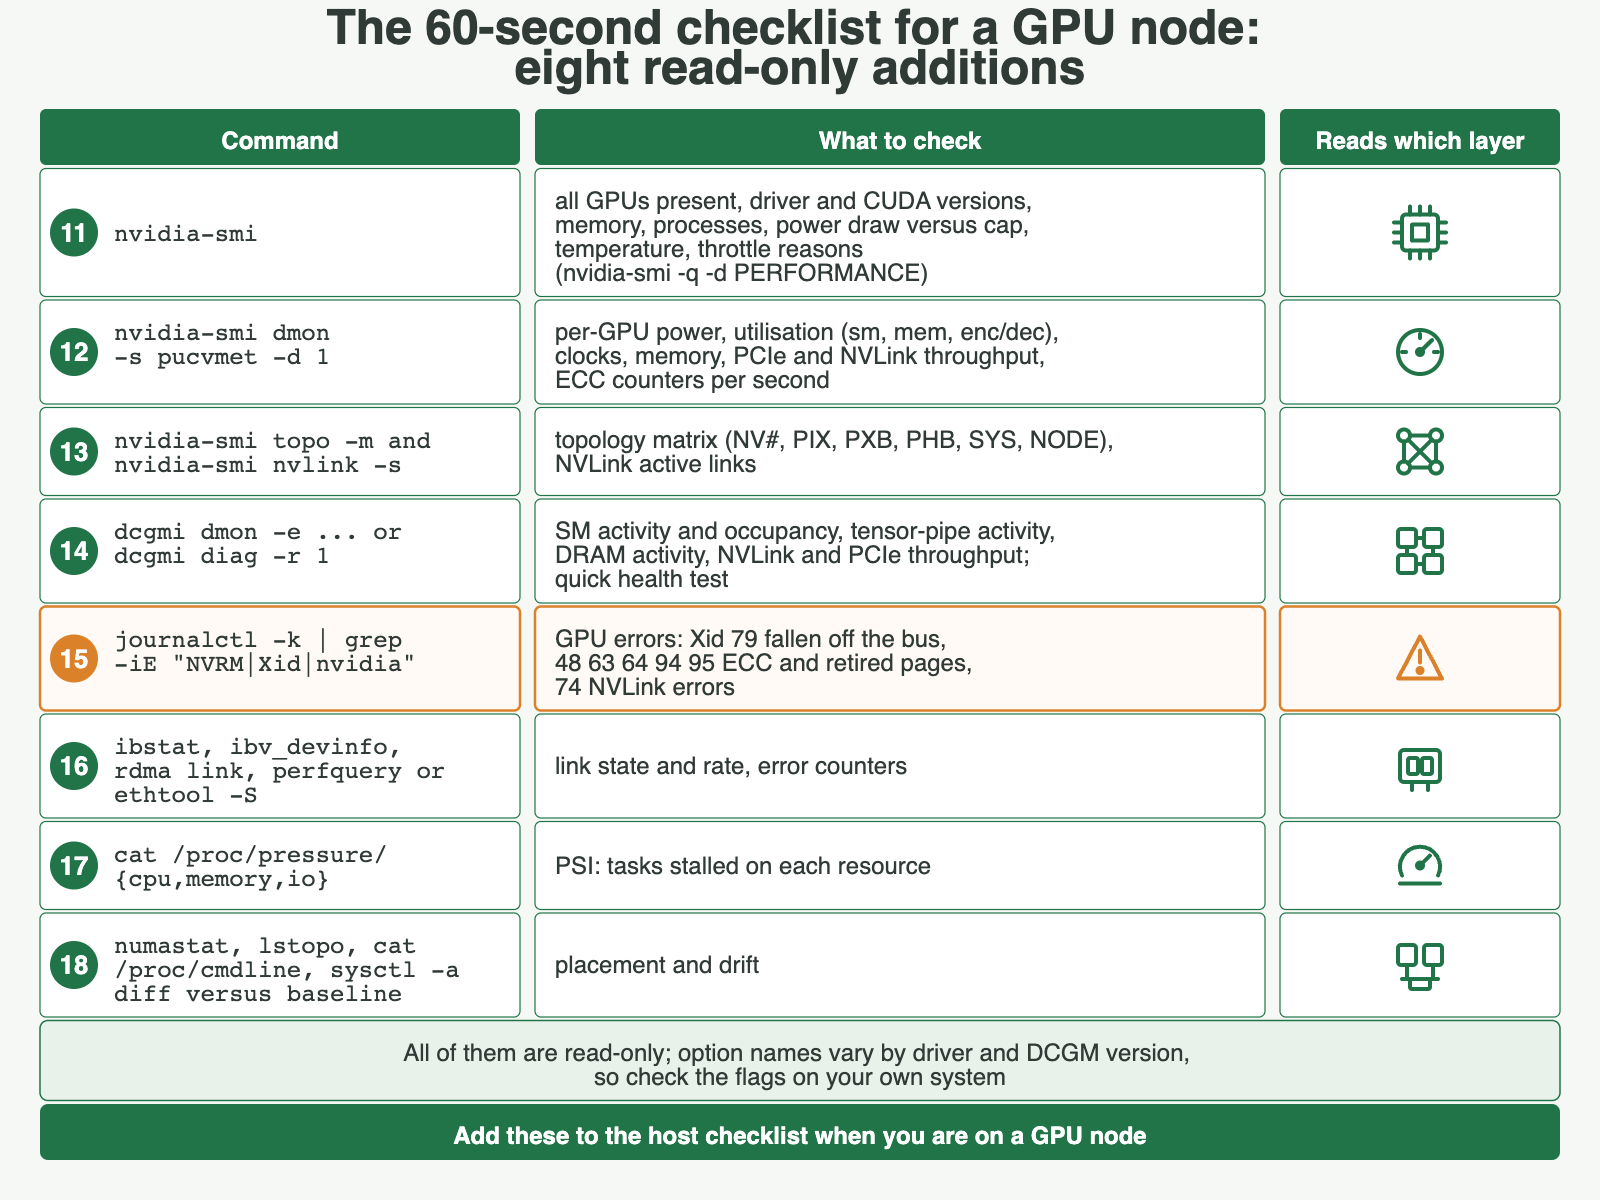 The 60-second checklist for a GPU node:
eight read-only additions
Command
What to check
Reads which layer
11
nvidia-smi
all GPUs present, driver and CUDA versions,
memory, processes, power draw versus cap,
temperature, throttle reasons
(nvidia-smi -q -d PERFORMANCE)
12
nvidia-smi dmon
-s pucvmet -d 1
per-GPU power, utilisation (sm, mem, enc/dec),
clocks, memory, PCIe and NVLink throughput,
ECC counters per second
13
nvidia-smi topo -m and
nvidia-smi nvlink -s
topology matrix (NV#, PIX, PXB, PHB, SYS, NODE),
NVLink active links
14
dcgmi dmon -e ... or
dcgmi diag -r 1
SM activity and occupancy, tensor-pipe activity,
DRAM activity, NVLink and PCIe throughput;
quick health test
15
journalctl -k | grep
-iE "NVRM|Xid|nvidia"
GPU errors: Xid 79 fallen off the bus,
48 63 64 94 95 ECC and retired pages,
74 NVLink errors
16
ibstat, ibv_devinfo,
rdma link, perfquery or
ethtool -S
link state and rate, error counters
17
cat /proc/pressure/
{cpu,memory,io}
PSI: tasks stalled on each resource
18
numastat, lstopo, cat
/proc/cmdline, sysctl -a
diff versus baseline
placement and drift
All of them are read-only; option names vary by driver and DCGM version,
so check the flags on your own system
Add these to the host checklist when you are on a GPU node